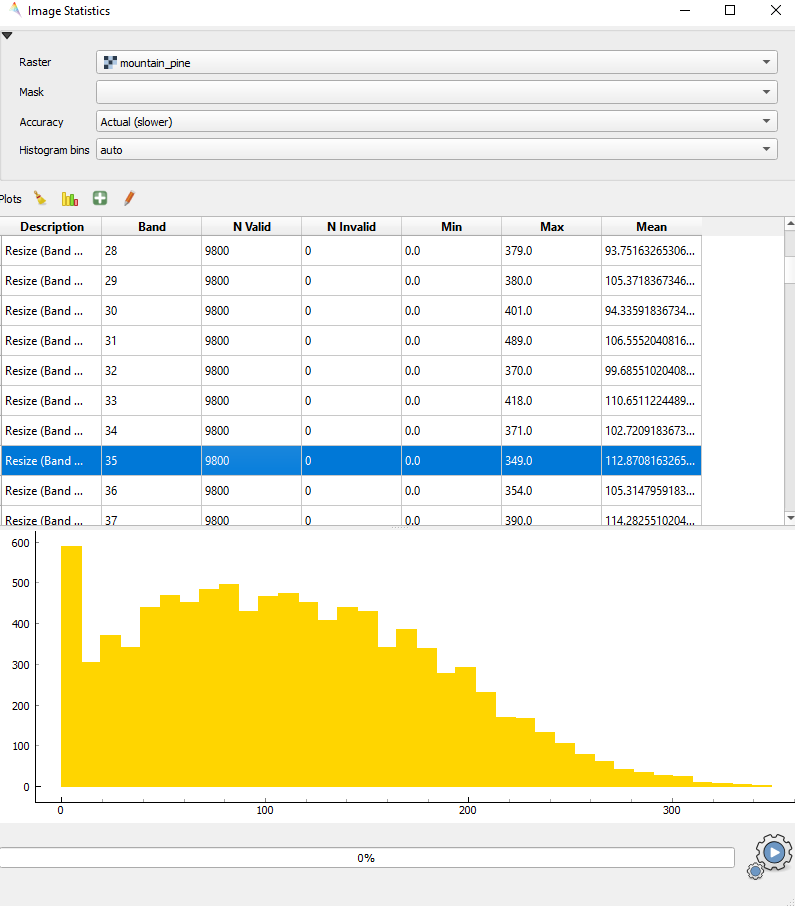 Image Statistics
Raster mountain_pine
Mask
Accuracy Actual (slower)
Histogram bins auto
Plots
Description Band N Valid N Invalid Min Max Mean
Resize (Band ... 28 9800 0 0.0 379.0 93.75163265306...
Resize (Band ... 29 9800 0 0.0 380.0 105.3718367346...
Resize (Band ... 30 9800 0 0.0 401.0 94.33591836734...
Resize (Band ... 31 9800 0 0.0 489.0 106.5552040816...
Resize (Band ... 32 9800 0 0.0 370.0 99.68551020408...
Resize (Band ... 33 9800 0 0.0 418.0 110.6511224489...
Resize (Band ... 34 9800 0 0.0 371.0 102.7209183673...
Resize (Band ... 35 9800 0 0.0 349.0 112.8708163265...
Resize (Band ... 36 9800 0 0.0 354.0 105.3147959183...
Resize (Band ... 37 9800 0 0.0 390.0 114.2825510204...
600
500
400
300
200
100
0
0 100 200 300
0%